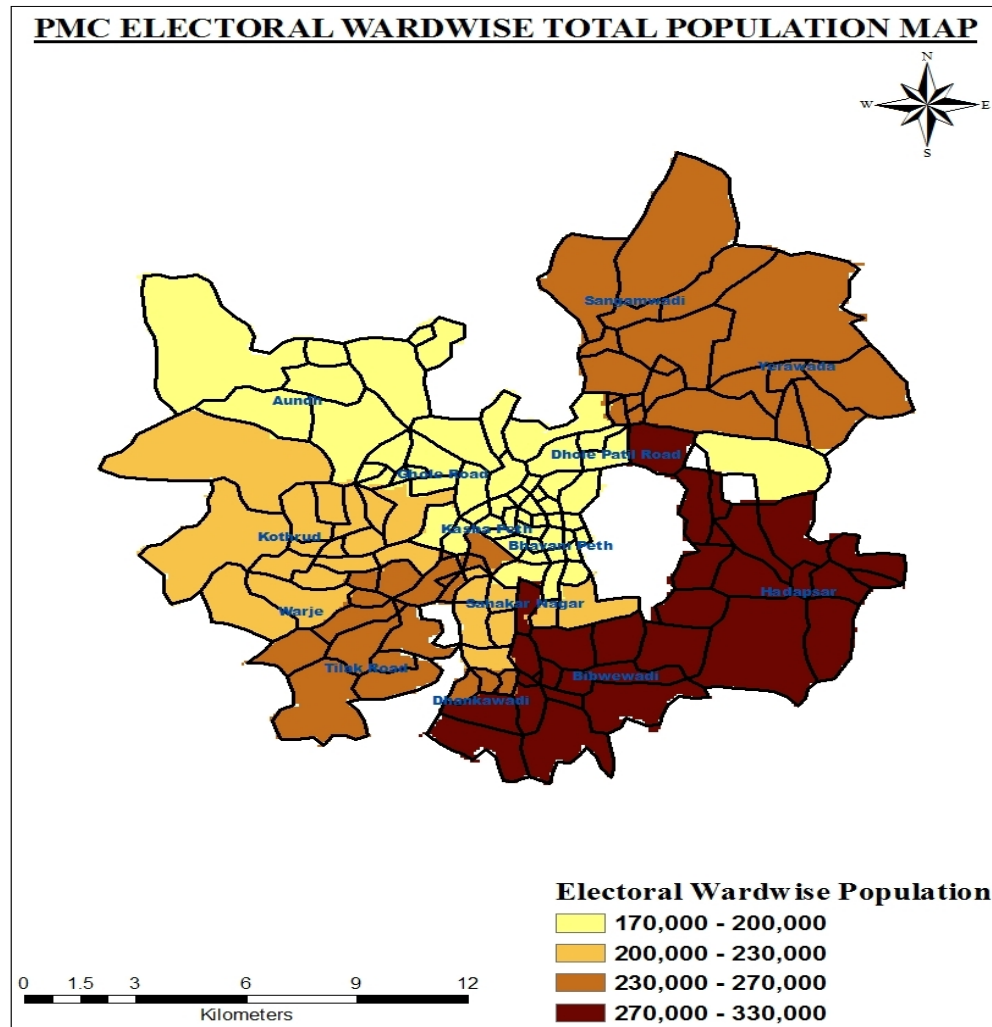 PMC ELECTORAL WARDWISE TOTAL POPULATION MAP
N
W E
S
Sangamwadi
Yerawada
Aundh
Dhole Patil Road
Ghole Road
Kasba Peth
Kothrud
Bhavani Peth
Hadapsar
Sahakar Nagar
Warje
Tilak Road
Bibwewadi
Dhankawadi
Electoral Wardwise Population
170,000 - 200,000
200,000 - 230,000
230,000 - 270,000
270,000 - 330,000
0 1.5 3 6 9 12
Kilometers